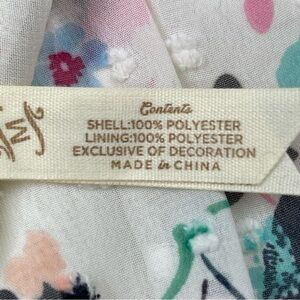 Contents
SHELL:100% POLYESTER
LINING:100% POLYESTER
EXCLUSIVE OF DECORATION
MADE in CHINA